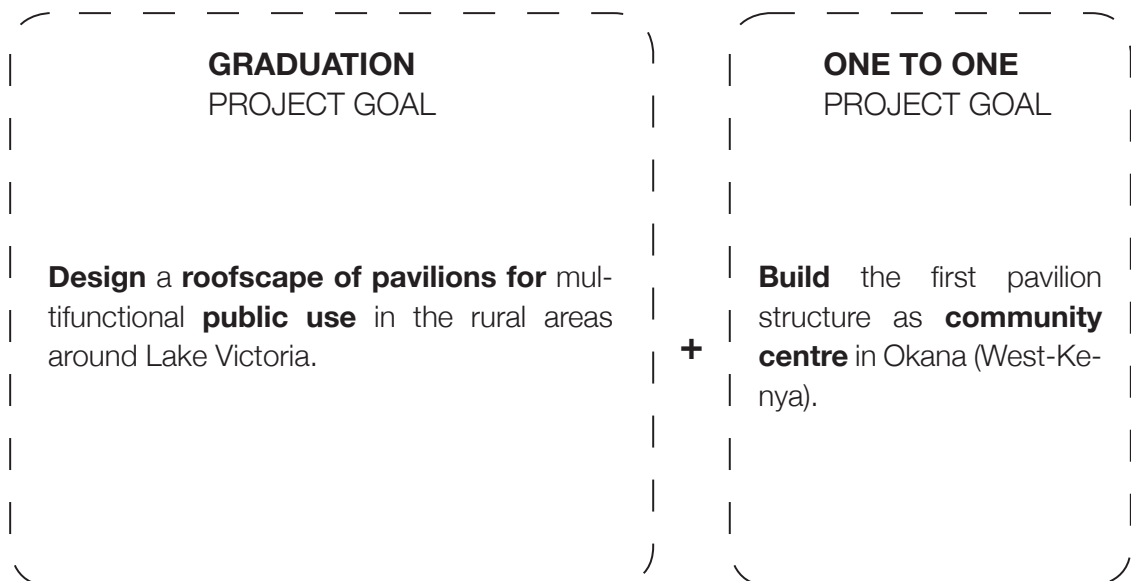 GRADUATION
PROJECT GOAL
Design a roofscape of pavilions for mul-
tifunctional public use in the rural areas
around Lake Victoria.
+
ONE TO ONE
PROJECT GOAL
Build the first pavilion
structure as community
centre in Okana (West-Ke-
nya).